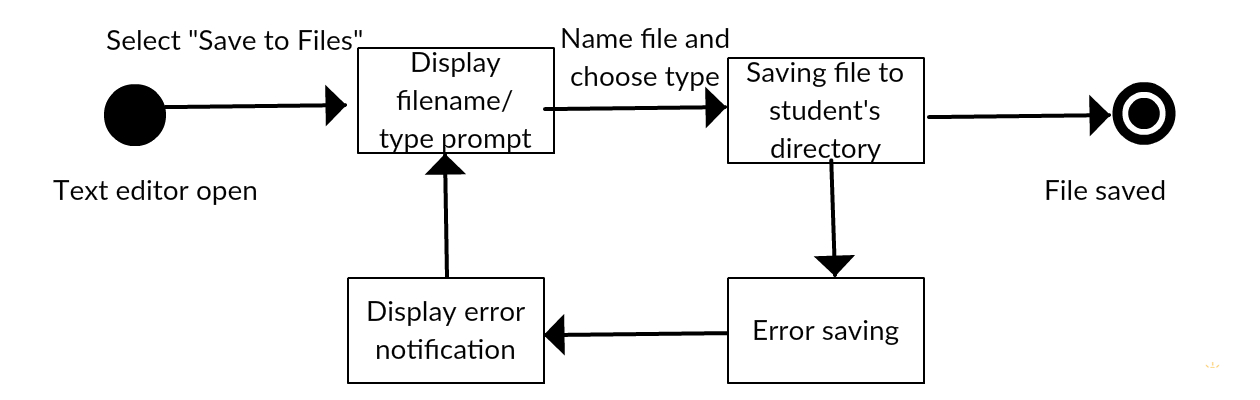 Select "Save to Files"
Display
filename/
type prompt
Name file and
choose type
Saving file to
student's
directory
Text editor open
File saved
Display error
notification
Error saving